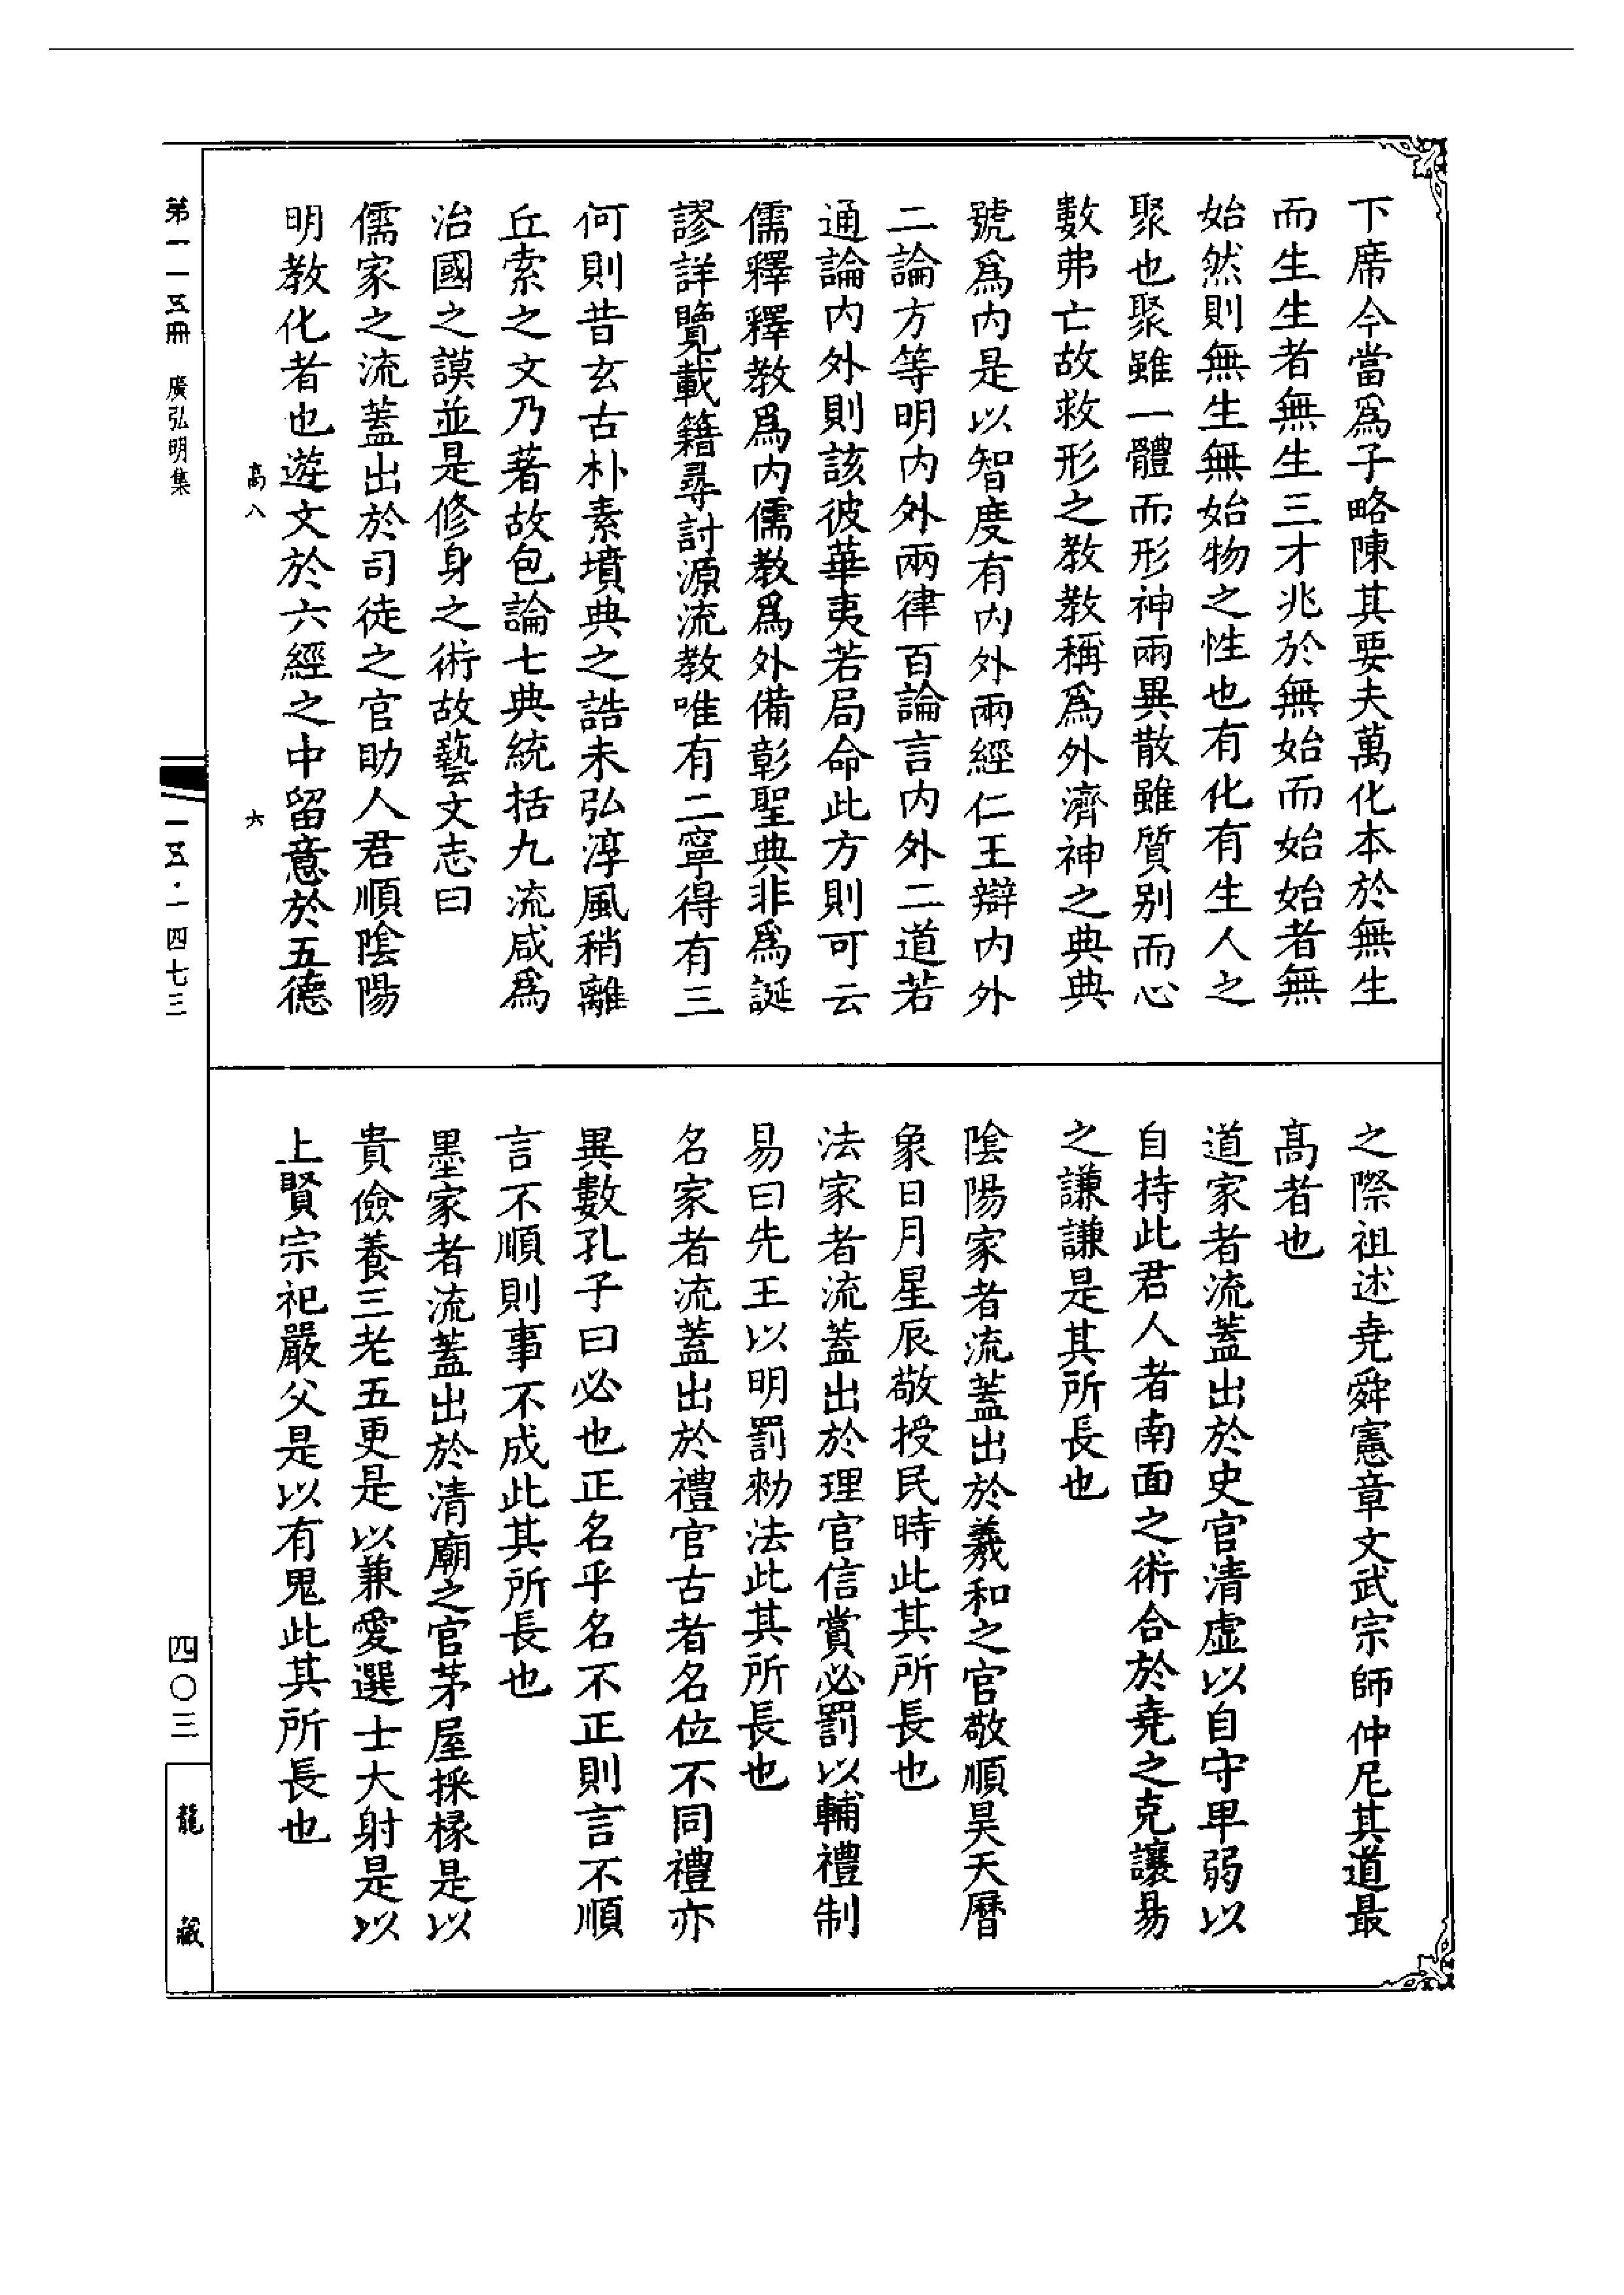 下席今當爲子略陳其要夫萬化本於無生
而生生者無生三才兆於無始而始始者無
始然則無生無始物之性也有化有生人之
聚也聚雖一體而形神兩異散雖質别而心
數弗亡故救形之教教稱爲外濟神之典典
號爲内是以智度有内外兩經仁王辯内外
二論方等明内外兩律百論言内外二道若
通論内外則該彼華夷若局命此方則可云
儒釋釋教爲内儒教爲外備彰聖典非爲誕
謬詳覽載籍尋討源流教唯有二寧得有三
何則昔玄古朴素墳典之誥未弘淳風稍離
丘索之文乃著故包論七典統括九流咸爲
治國之謨並是修身之術故藝文志曰
儒家之流蓋出於司徒之官助人君順陰陽
明教化者也遊文於六經之中留意於五德
高八
六
之際祖述堯舜憲章文武宗師仲尼其道最
高者也
道家者流蓋出於史官清虛以自守卑弱以
自持此君人者南面之術合於堯之克讓易
之謙謙是其所長也
陰陽家者流蓋出於羲和之官敬順昊天曆
象日月星辰敬授民時此其所長也
法家者流蓋出於理官信賞必罰以輔禮制
易曰先王以明罰勑法此其所長也
名家者流蓋出於禮官古者名位不同禮亦
異數孔子曰必也正名乎名不正則言不順
言不順則事不成此其所長也
墨家者流蓋出於清廟之官茅屋採椽是以
貴儉養三老五更是以兼愛選士大射是以
上賢宗祀嚴父是以有鬼此其所長也
第一一五冊　廣弘明集
一五·一四七三
四〇三
龍藏